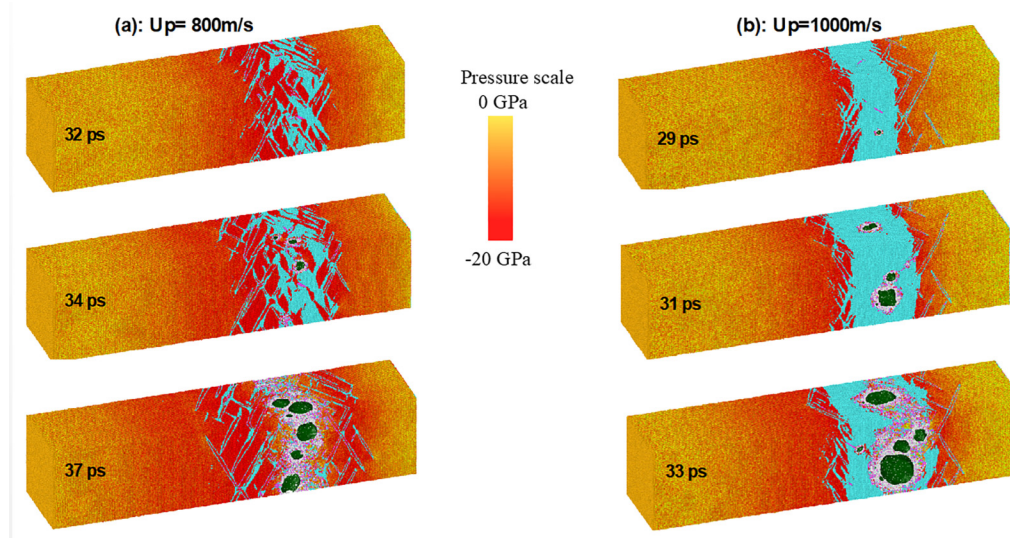 (a): Up= 800m/s
(b): Up=1000m/s
Pressure scale
0 GPa
-20 GPa
32 ps
34 ps
37 ps
29 ps
31 ps
33 ps